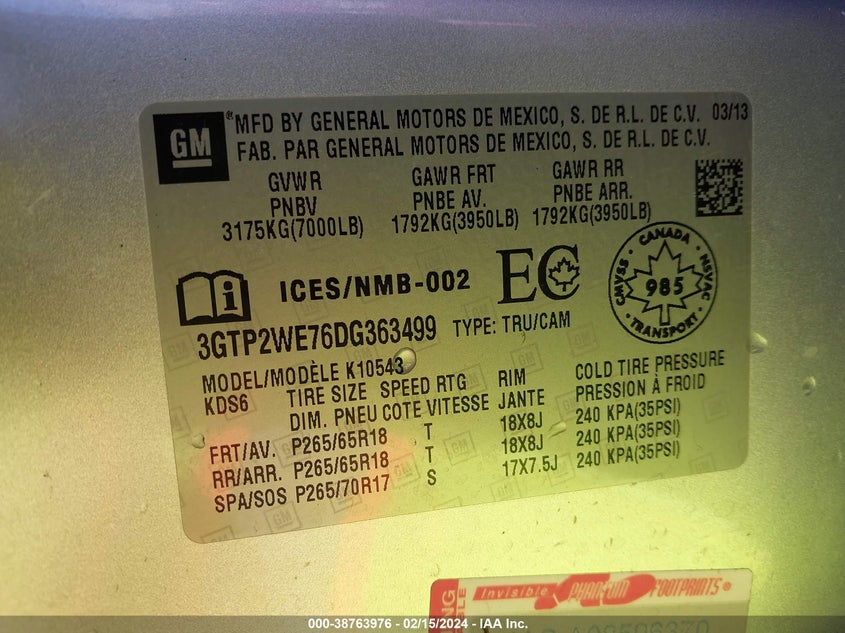 GM
® MFD BY GENERAL MOTORS DE MEXICO, S. DE R.L. DE C.V. 03/13
FAB. PAR GENERAL MOTORS DE MEXICO, S. DE R.L. DE C.V.
GVWR GAWR FRT GAWR RR
PNBV PNBE AV. PNBE ARR.
3175KG(7000LB) 1792KG(3950LB) 1792KG(3950LB)
ICES/NMB-002 EC
CANADA
CMVSS 985 NSVAC
TRANSPORT
3GTP2WE76DG363499 TYPE: TRU/CAM
MODEL/MODÈLE K10543
KDS6 TIRE SIZE SPEED RTG RIM COLD TIRE PRESSURE
DIM. PNEU COTE VITESSE JANTE PRESSION À FROID
FRT/AV. P265/65R18 T 18X8J 240 KPA(35PSI)
RR/ARR. P265/65R18 T 18X8J 240 KPA(35PSI)
SPA/SOS P265/70R17 S 17X7.5J 240 KPA(35PSI)
Invisible PHANTOM FOOTPRINTS®
000-38763976 - 02/15/2024 - IAA Inc.